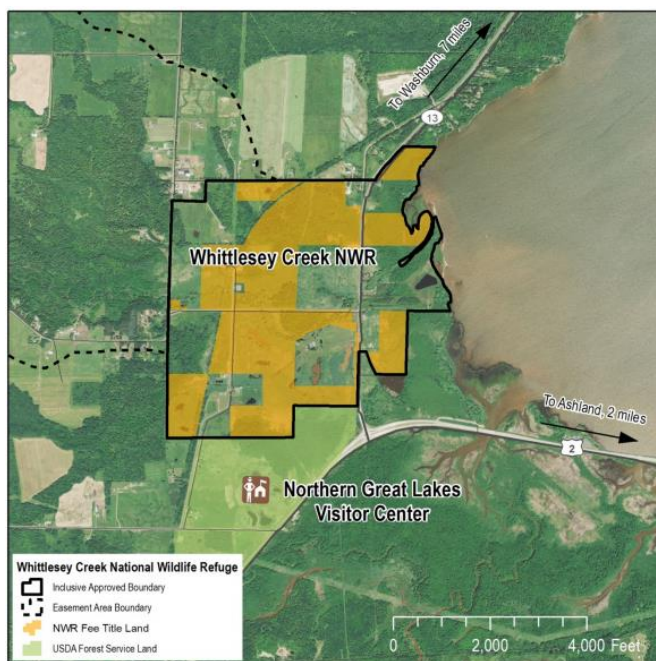 To Washburn, 7 miles
13
Whittlesey Creek NWR
To Ashland, 2 miles
2
Northern Great Lakes
Visitor Center
Whittlesey Creek National Wildlife Refuge
Inclusive Approved Boundary
Easement Area Boundary
NWR Fee Title Land
USDA Forest Service Land
0 2,000 4,000 Feet